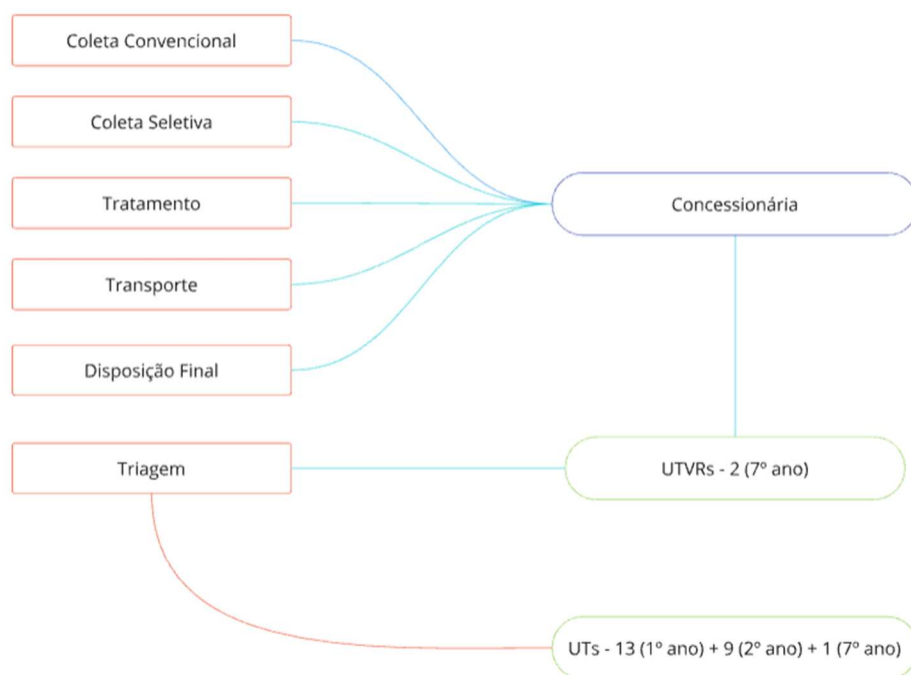 Coleta Convencional
Coleta Seletiva
Tratamento
Concessionária
Transporte
Disposição Final
Triagem
UTVRs - 2 (7º ano)
UTs - 13 (1º ano) + 9 (2º ano) + 1 (7º ano)